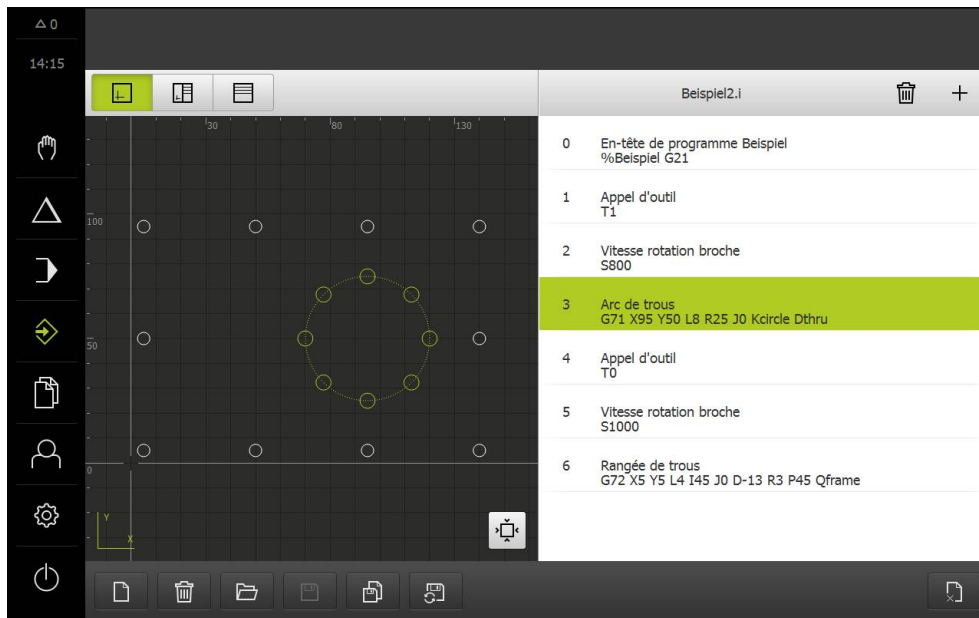 △ 0
14:15
Beispiel2.i
30 80 130
100
50
0
Y
X
0 En-tête de programme Beispiel
%Beispiel G21
1 Appel d'outil
T1
2 Vitesse rotation broche
S800
3 Arc de trous
G71 X95 Y50 L8 R25 J0 Kcircle Dthru
4 Appel d'outil
T0
5 Vitesse rotation broche
S1000
6 Rangée de trous
G72 X5 Y5 L4 I45 J0 D-13 R3 P45 Qframe